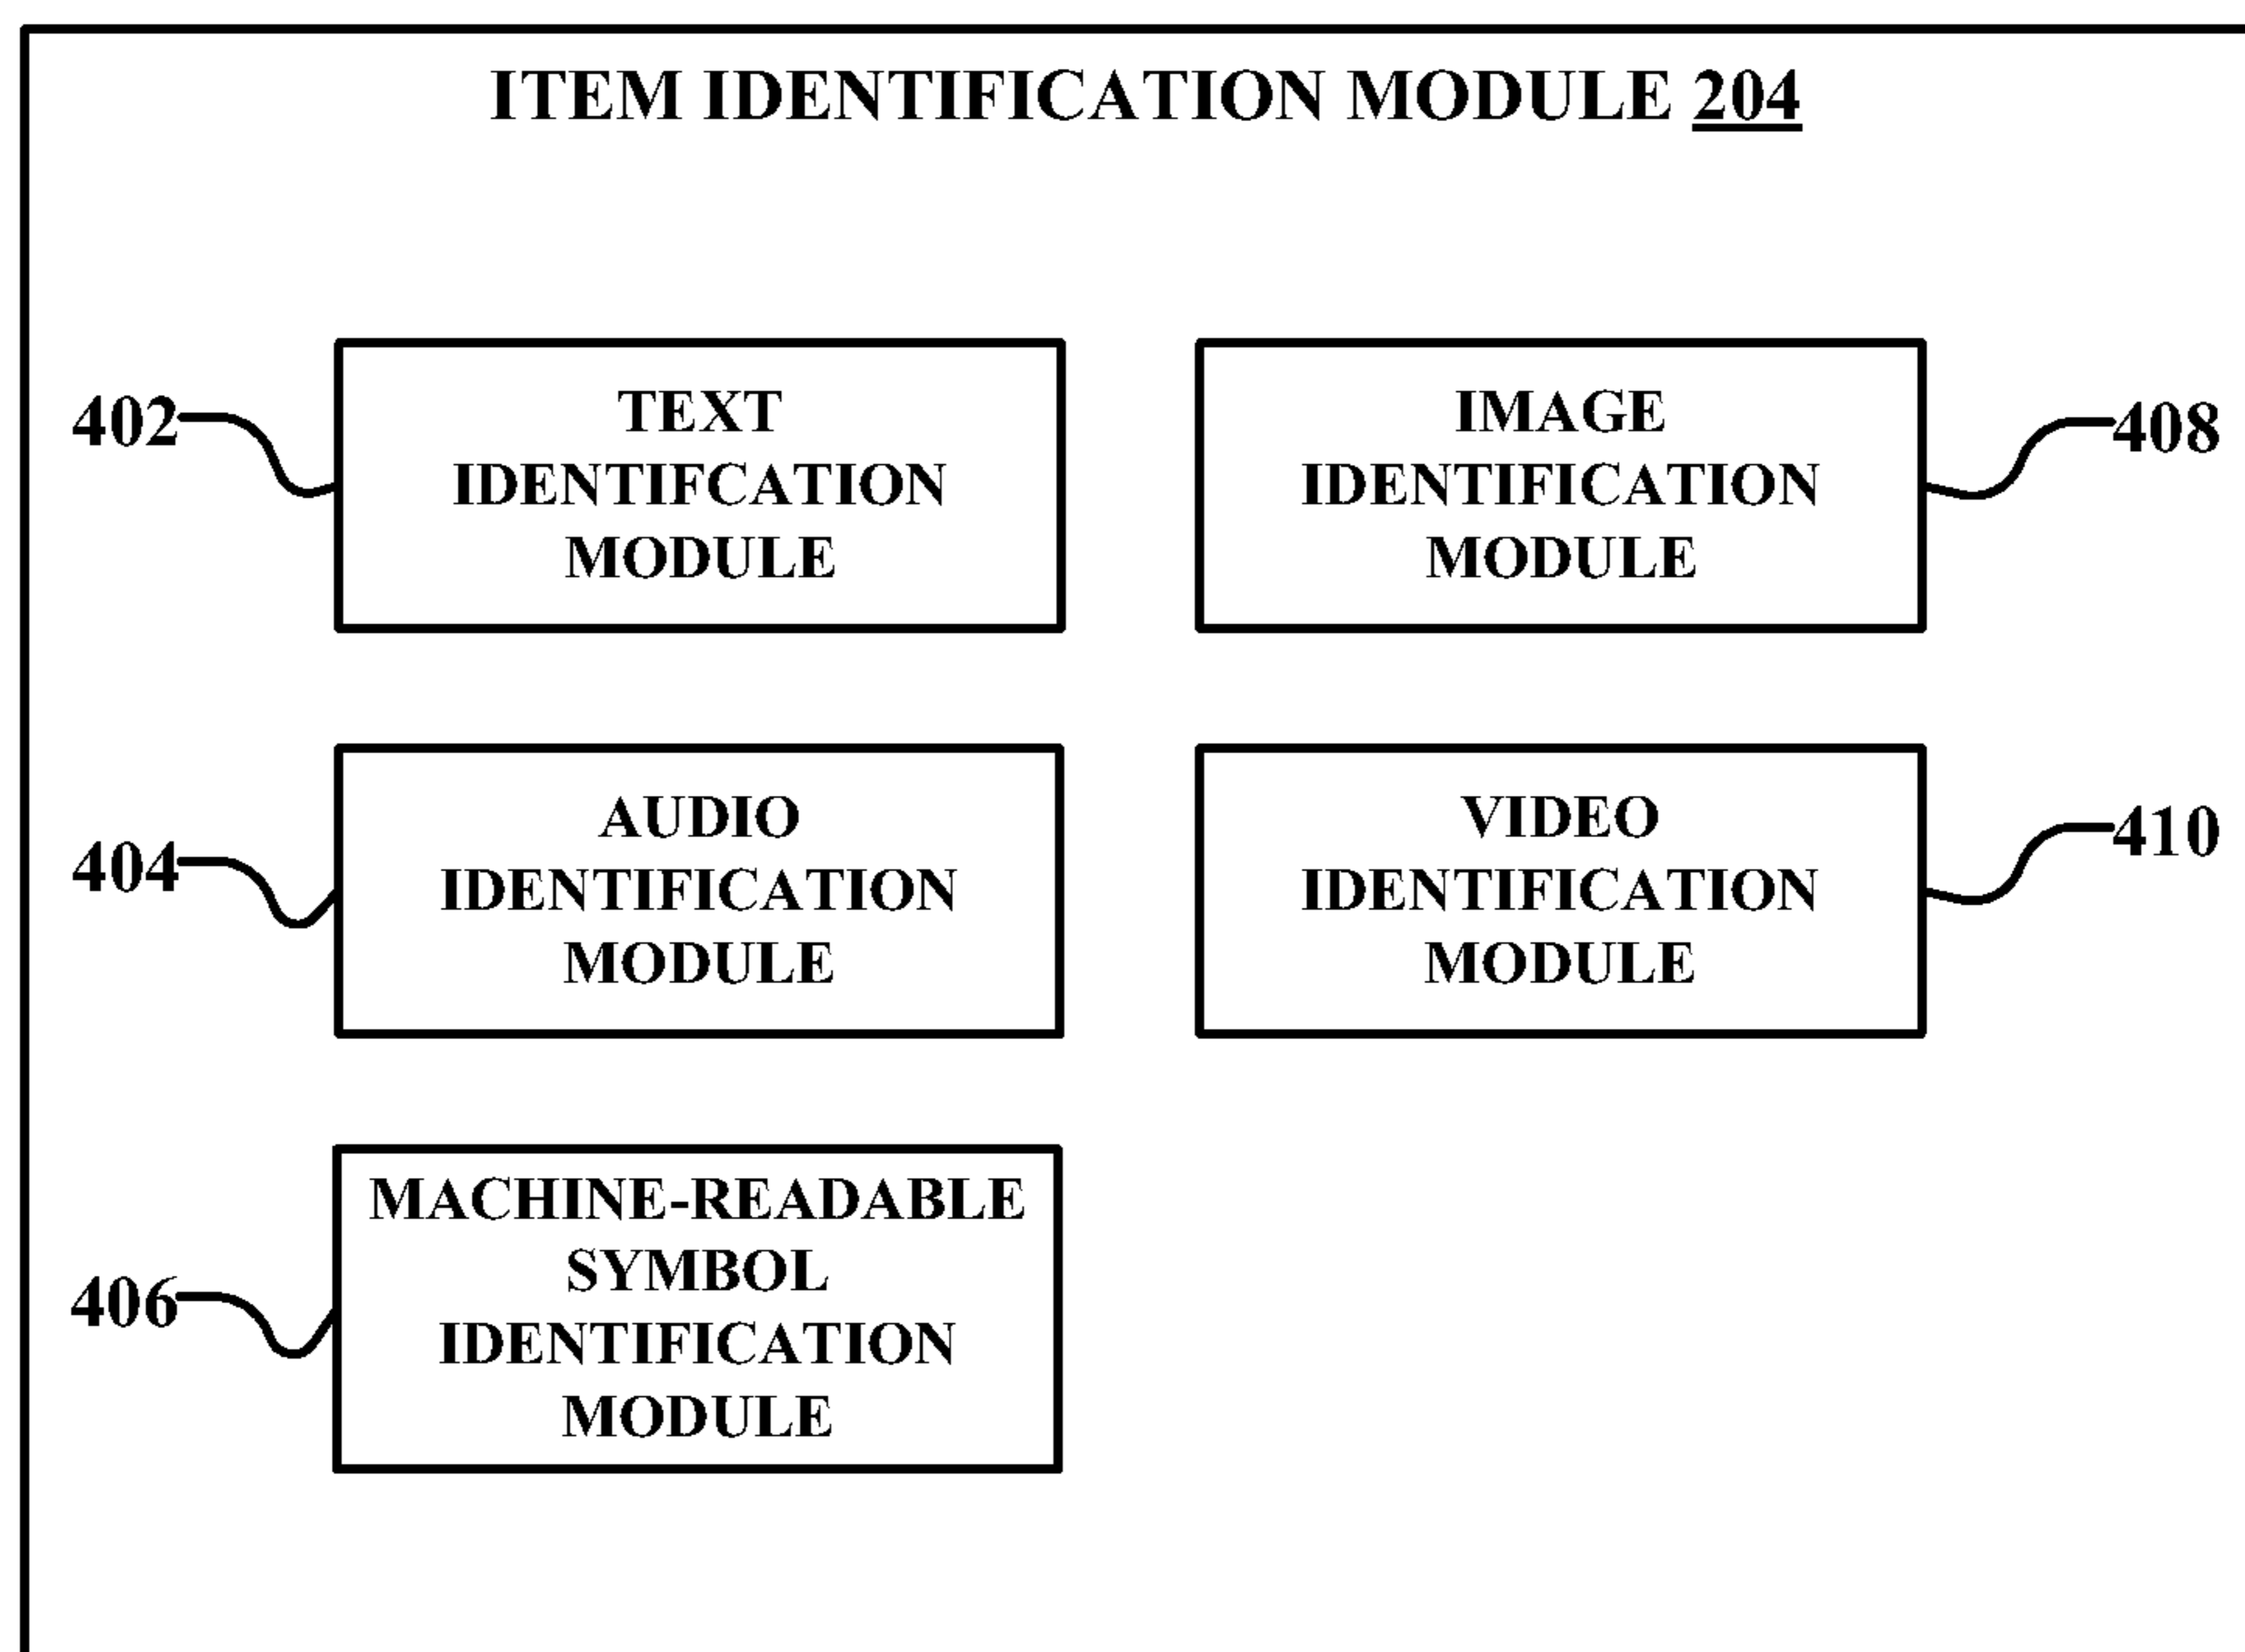 ITEM IDENTIFICATION MODULE 204
402
TEXT
IDENTIFCATION
MODULE
IMAGE
IDENTIFICATION
MODULE
408
404
AUDIO
IDENTIFICATION
MODULE
VIDEO
IDENTIFICATION
MODULE
410
406
MACHINE-READABLE
SYMBOL
IDENTIFICATION
MODULE